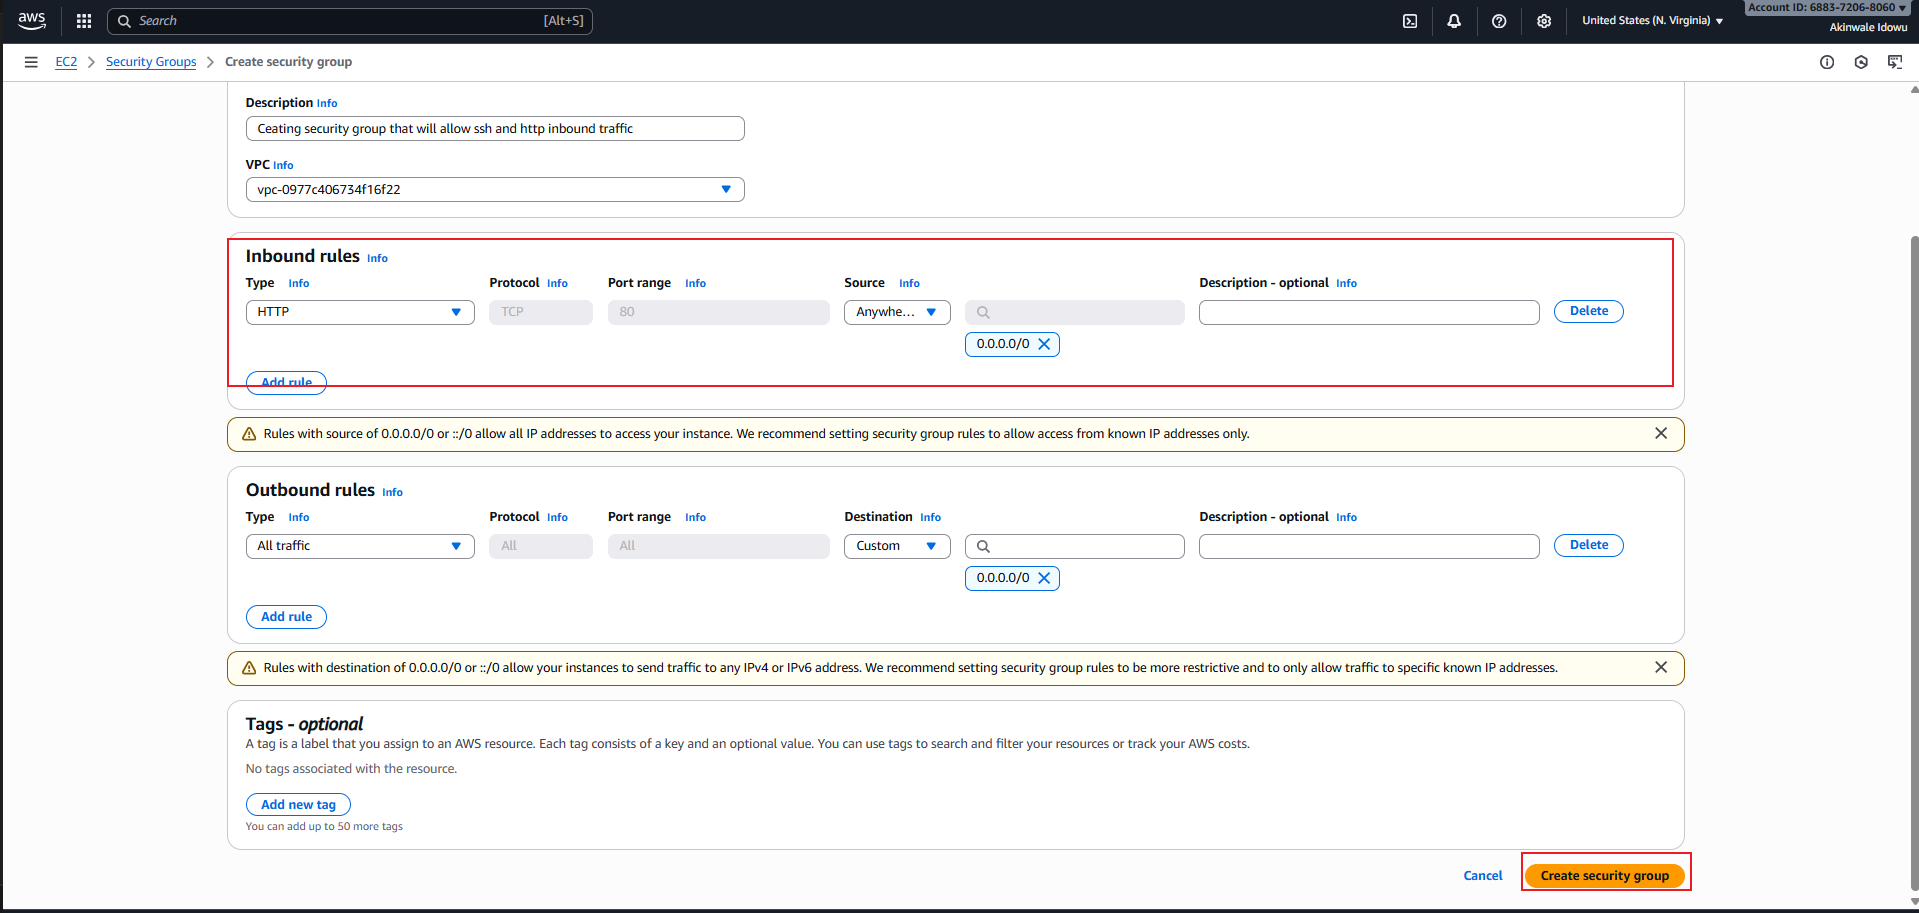 aws
Search [Alt+S]
United States (N. Virginia)
Account ID: 6883-7206-8060
Akinwale Idowu
EC2 Security Groups Create security group
Description Info
Ceating security group that will allow ssh and http inbound traffic
VPC Info
vpc-0977c406734f16f22
Inbound rules Info
Type Info Protocol Info Port range Info Source Info Description - optional Info
HTTP TCP 80 Anywhe... Delete
0.0.0.0/0
Add rule
Rules with source of 0.0.0.0/0 or ::/0 allow all IP addresses to access your instance. We recommend setting security group rules to allow access from known IP addresses only.
Outbound rules Info
Type Info Protocol Info Port range Info Destination Info Description - optional Info
All traffic All All Custom Delete
0.0.0.0/0
Add rule
Rules with destination of 0.0.0.0/0 or ::/0 allow your instances to send traffic to any IPv4 or IPv6 address. We recommend setting security group rules to be more restrictive and to only allow traffic to specific known IP addresses.
Tags - optional
A tag is a label that you assign to an AWS resource. Each tag consists of a key and an optional value. You can use tags to search and filter your resources or track your AWS costs.
No tags associated with the resource.
Add new tag
You can add up to 50 more tags
Cancel Create security group